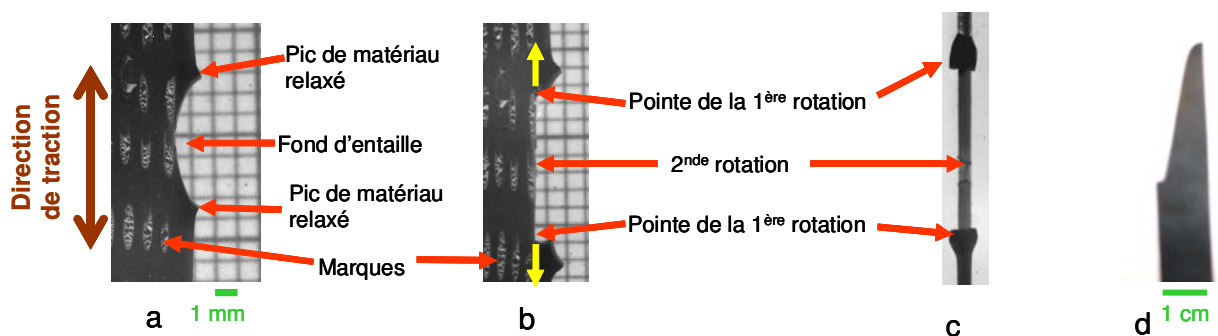 Direction
de traction
Pic de matériau
relaxé
Fond d'entaille
Pic de matériau
relaxé
Marques
Pointe de la 1ère rotation
2nde rotation
Pointe de la 1ère rotation
1 mm
a
b
c
d
1 cm